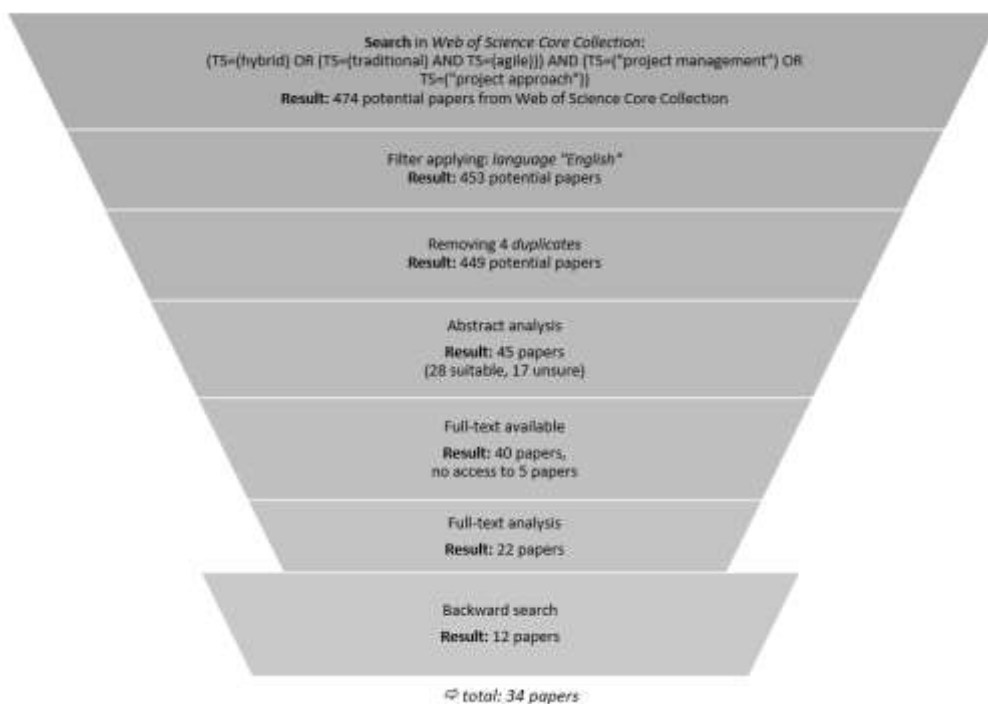 Search in Web of Science Core Collection:
(TS=(hybrid) OR (TS=(traditional) AND TS=(agile))) AND (TS=("project management") OR
TS=("project approach"))
Result: 474 potential papers from Web of Science Core Collection
Filter applying: language "English"
Result: 453 potential papers
Removing 4 duplicates
Result: 449 potential papers
Abstract analysis
Result: 45 papers
(28 suitable, 17 unsure)
Full-text available
Result: 40 papers,
no access to 5 papers
Full-text analysis
Result: 22 papers
Backward search
Result: 12 papers
⇨ total: 34 papers